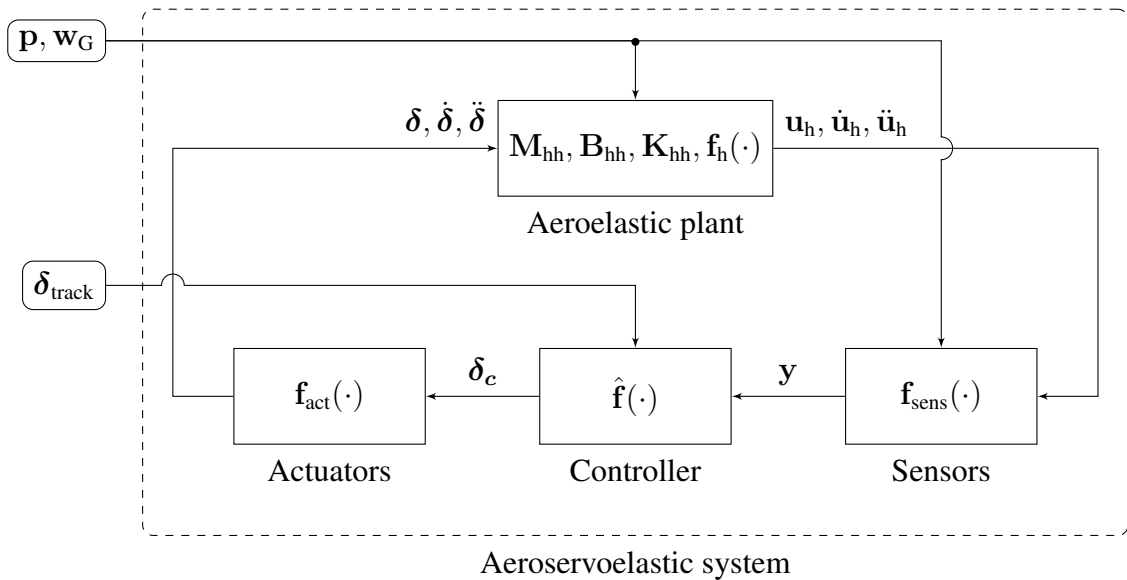 p, w_G
δ, δ̇, δ̈
M_hh, B_hh, K_hh, f_h(·)
u_h, u̇_h, ü_h
Aeroelastic plant
δ_track
f_act(·)
δ_c
f̂(·)
y
f_sens(·)
Actuators
Controller
Sensors
Aeroservoelastic system